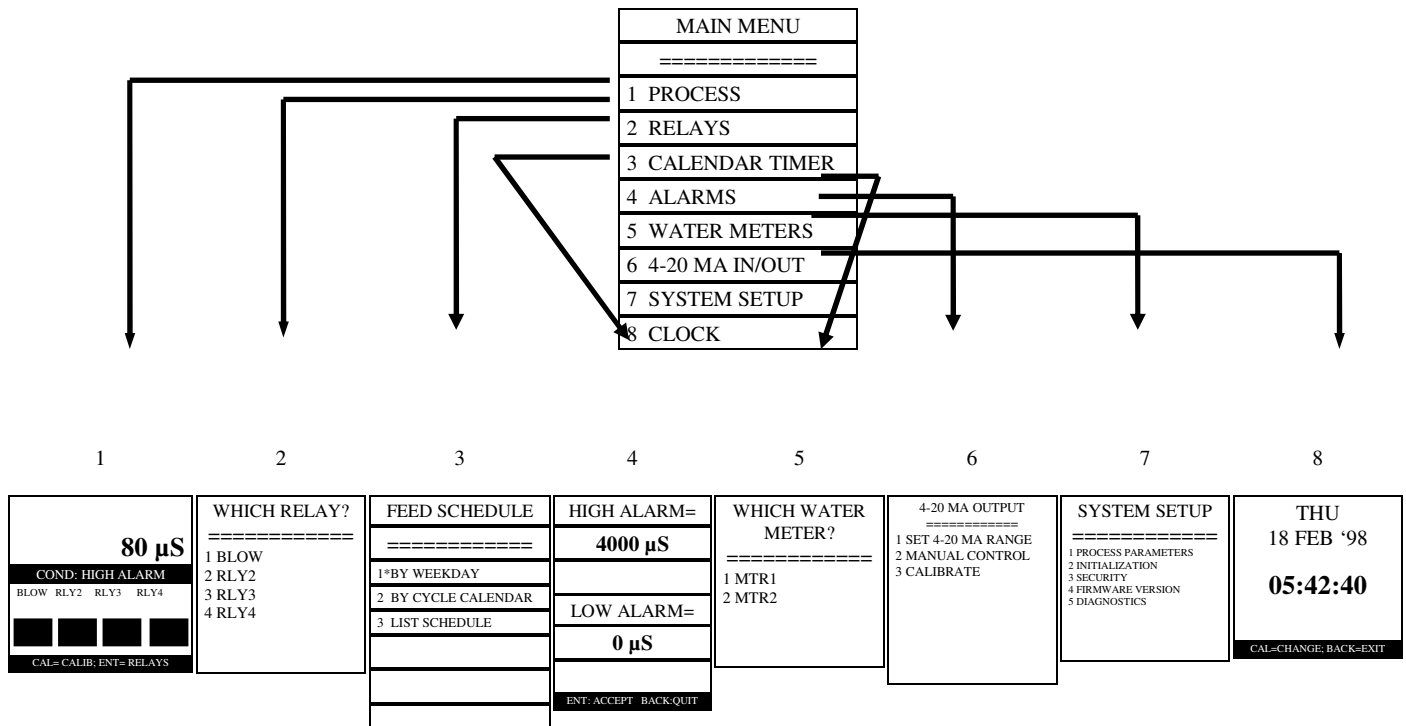 MAIN MENU
=============
1 PROCESS
2 RELAYS
3 CALENDAR TIMER
4 ALARMS
5 WATER METERS
6 4-20 MA IN/OUT
7 SYSTEM SETUP
8 CLOCK
1 2 3 4 5 6 7 8
80 µS
COND: HIGH ALARM
BLOW RLY2 RLY3 RLY4
CAL= CALIB; ENT= RELAYS
WHICH RELAY?
============
1 BLOW
2 RLY2
3 RLY3
4 RLY4
FEED SCHEDULE
============
1*BY WEEKDAY
2 BY CYCLE CALENDAR
3 LIST SCHEDULE
HIGH ALARM=
4000 µS
LOW ALARM=
0 µS
ENT: ACCEPT BACK:QUIT
WHICH WATER
METER?
============
1 MTR1
2 MTR2
4-20 MA OUTPUT
============
1 SET 4-20 MA RANGE
2 MANUAL CONTROL
3 CALIBRATE
SYSTEM SETUP
============
1 PROCESS PARAMETERS
2 INITIALIZATION
3 SECURITY
4 FIRMWARE VERSION
5 DIAGNOSTICS
THU
18 FEB ‘98
05:42:40
CAL=CHANGE; BACK=EXIT